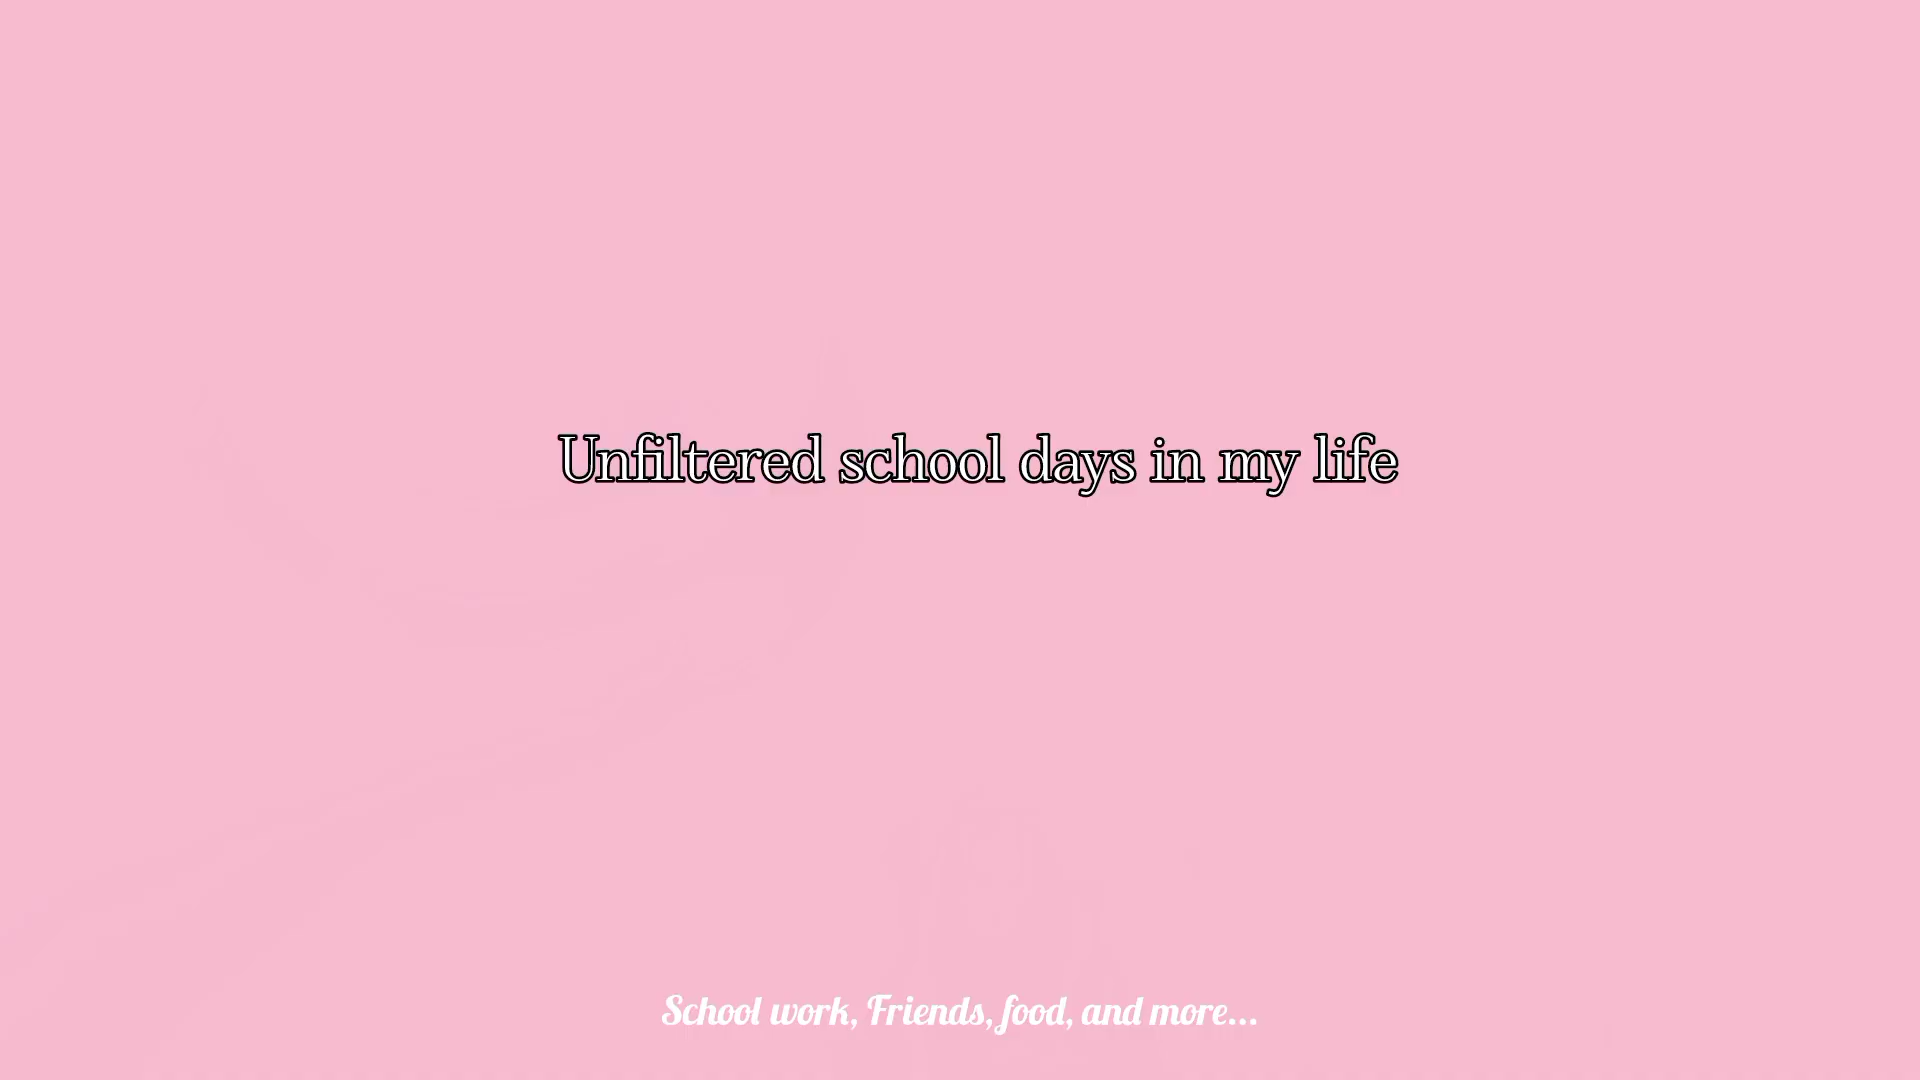 Unfiltered school days in my life
School work, Friends, food, and more...